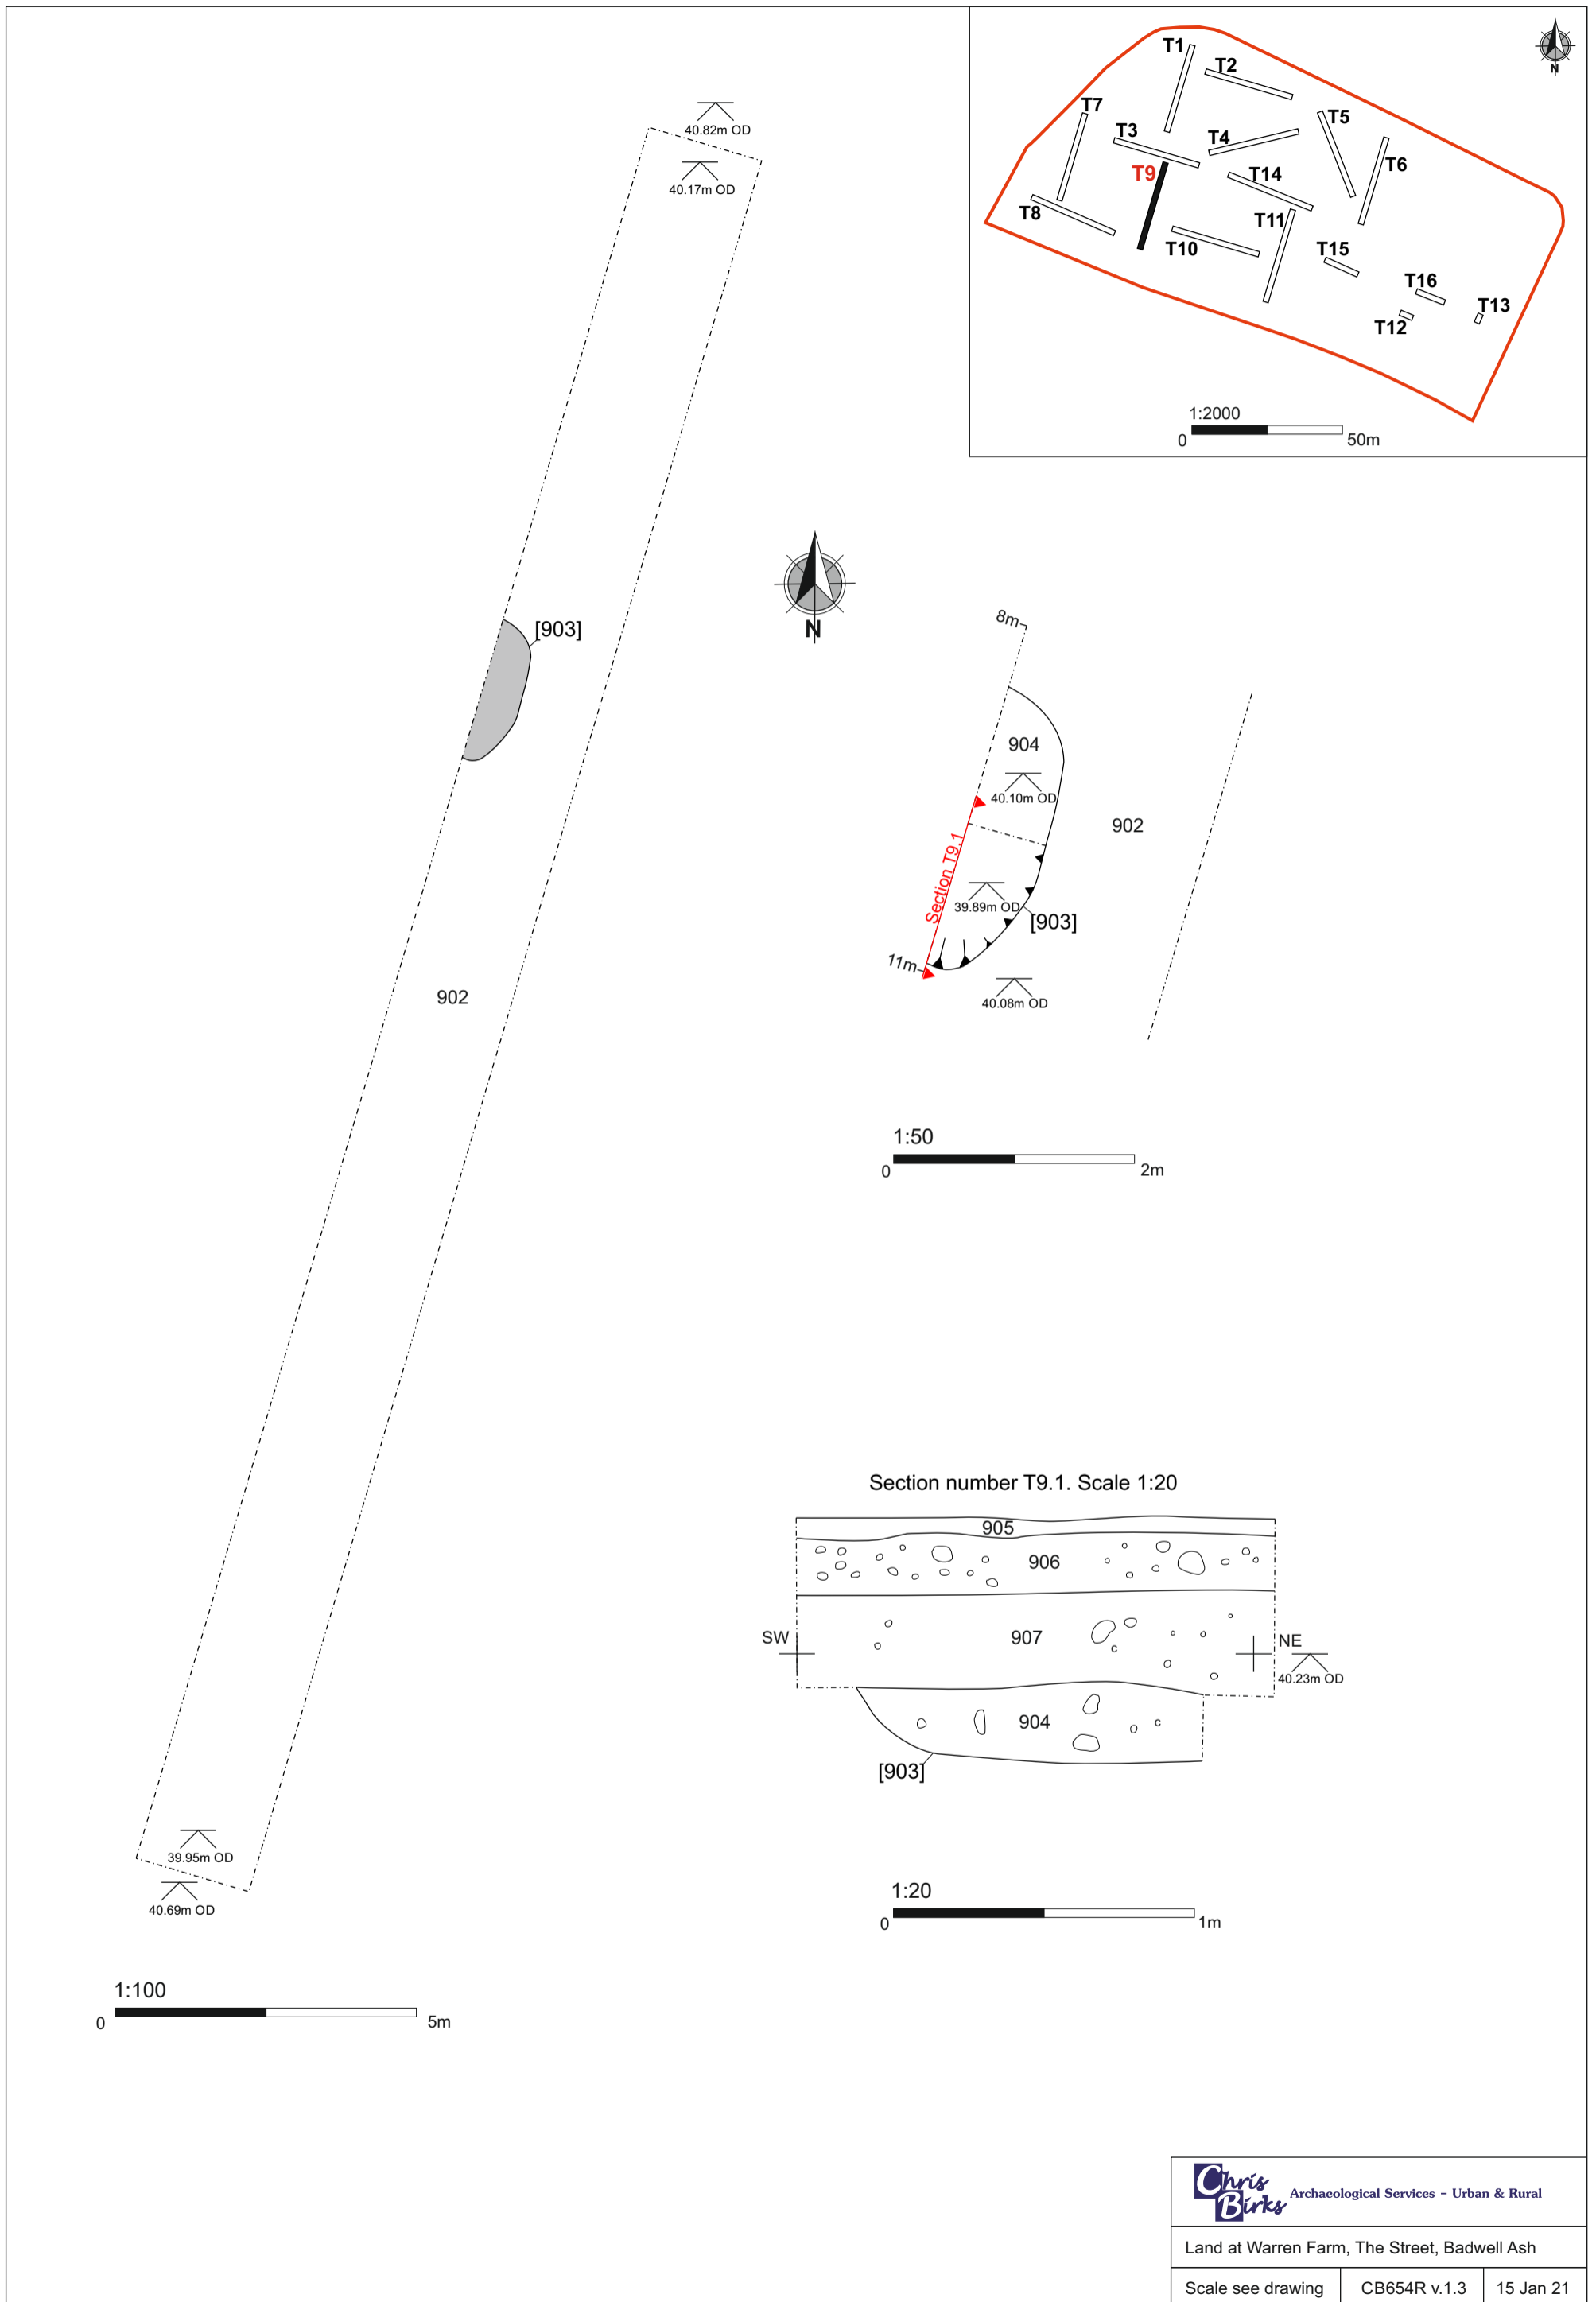 40.82m OD
40.17m OD
[903]
902
39.95m OD
40.69m OD
1:100
0
5m
N
T1
T2
T7
T3
T4
T5
T6
T9
T14
T8
T11
T10
T15
T16
T12
T13
1:2000
0
50m
N
8m
904
40.10m OD
902
Section T9.1
39.89m OD
[903]
11m
40.08m OD
1:50
0
2m
Section number T9.1. Scale 1:20
905
906
907
c
SW
NE
40.23m OD
904
c
[903]
1:20
0
1m
Chris
Birks
Archaeological Services - Urban & Rural
Land at Warren Farm, The Street, Badwell Ash
Scale see drawing
CB654R v.1.3
15 Jan 21